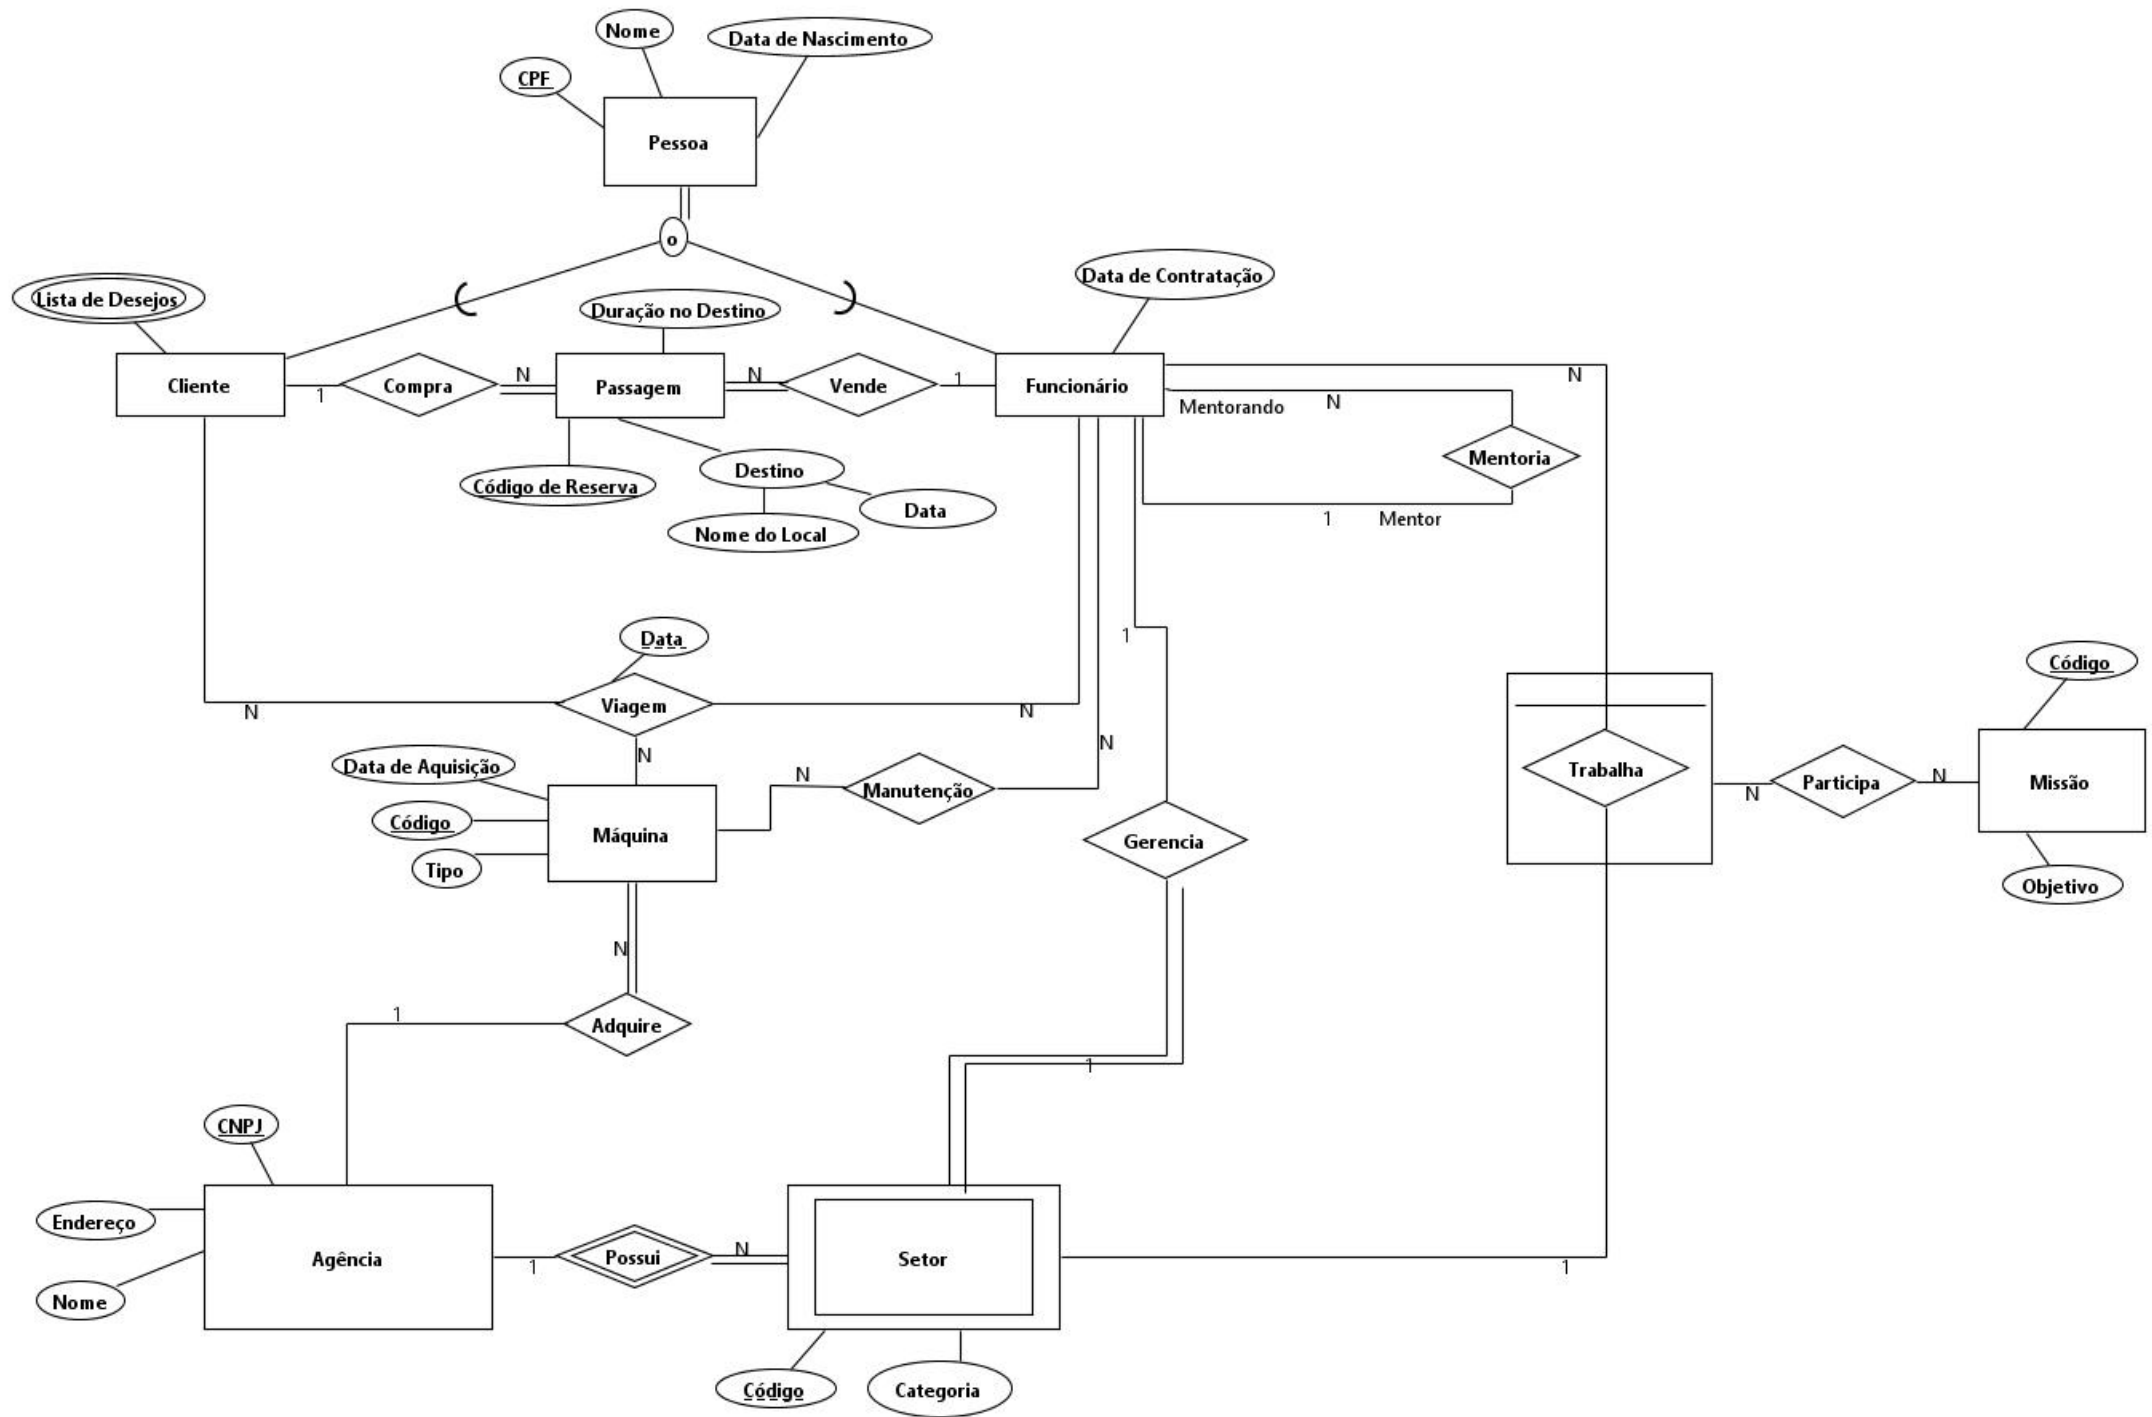 Nome
Data de Nascimento
CPF
Pessoa
o
Lista de Desejos
Data de Contratação
Duração no Destino
Cliente
1
Compra
N
Passagem
N
Vende
1
Funcionário
N
Mentorando
N
Mentoria
1
Mentor
Código de Reserva
Destino
Data
Nome do Local
Data
Viagem
N
N
N
1
N
Código
Data de Aquisição
Código
Tipo
Máquina
N
Manutenção
Gerencia
Trabalha
N
Participa
N
Missão
Objetivo
N
1
Adquire
1
CNPJ
Endereço
Nome
Agência
1
Possui
N
Setor
1
Código
Categoria